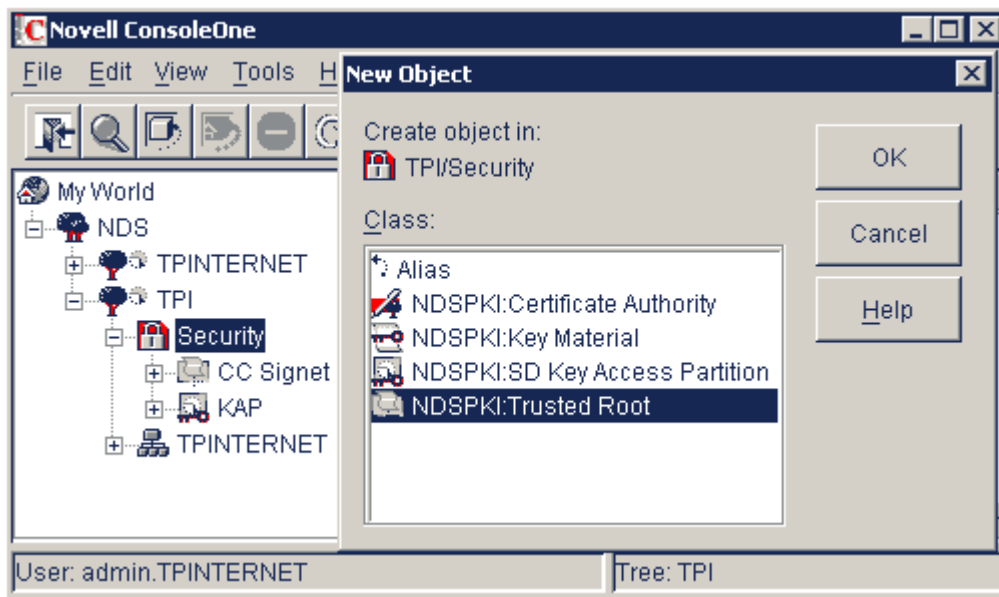 Novell ConsoleOne
File Edit View Tools H
New Object
Create object in:
TPI/Security
Class:
Alias
NDSPKI:Certificate Authority
NDSPKI:Key Material
NDSPKI:SD Key Access Partition
NDSPKI:Trusted Root
OK
Cancel
Help
My World
NDS
TPINTERNET
TPI
Security
CC Signet
KAP
TPINTERNET
User: admin.TPINTERNET
Tree: TPI